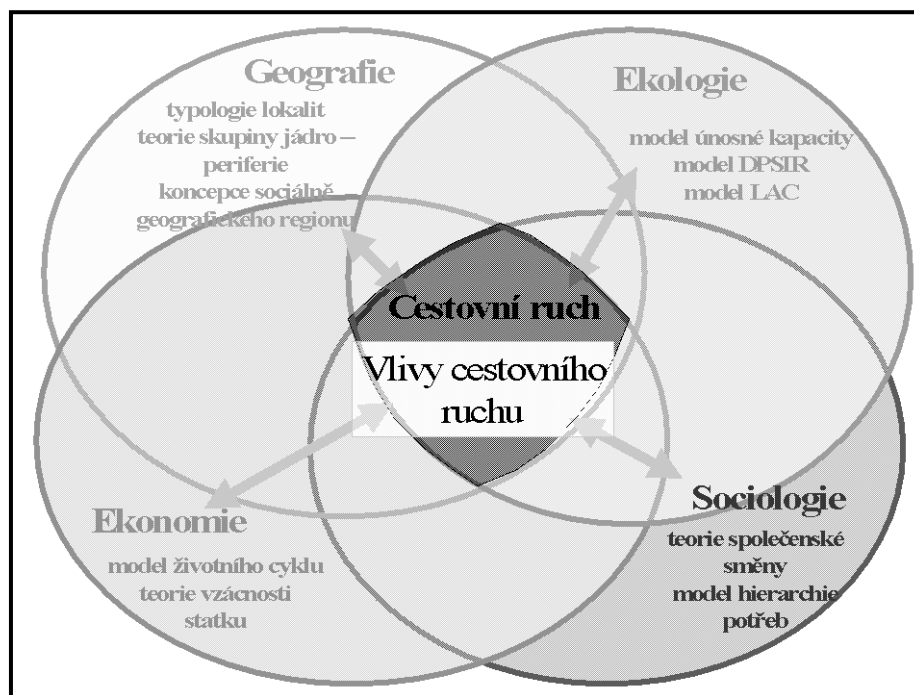 Geografie
typologie lokalit
teorie skupiny jádro –
periferie
koncepce sociálně
geografického regionu
Ekologie
model únosné kapacity
model DPSIR
model LAC
Cestovní ruch
Vlivy cestovního
ruchu
Ekonomie
model životního cyklu
teorie vzácnosti
statku
Sociologie
teorie společenské
směny
model hierarchie
potřeb